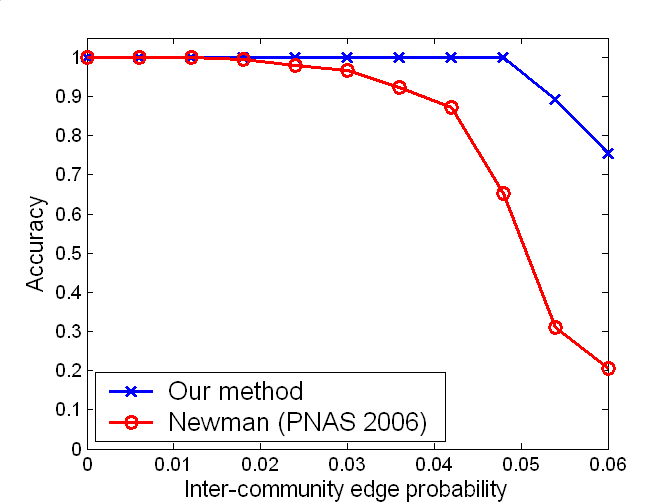 1
0.9
0.8
0.7
0.6
0.5
0.4
0.3
0.2
0.1
0
Accuracy
Our method
Newman (PNAS 2006)
0 0.01 0.02 0.03 0.04 0.05 0.06
Inter-community edge probability